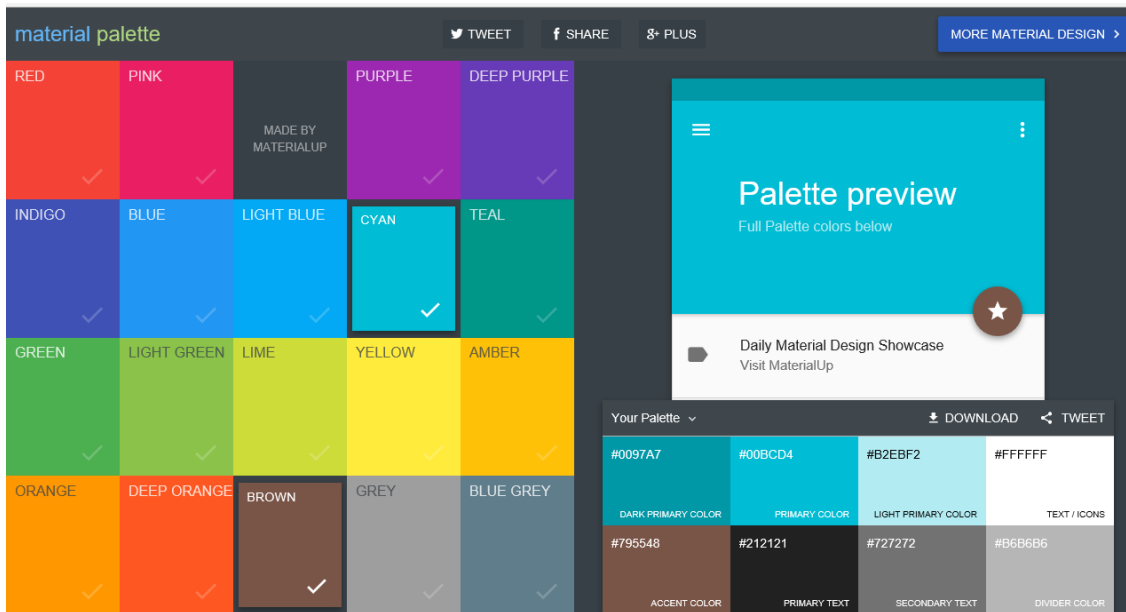 material palette
TWEET
SHARE
PLUS
MORE MATERIAL DESIGN
RED
PINK
MADE BY
MATERIALUP
PURPLE
DEEP PURPLE
INDIGO
BLUE
LIGHT BLUE
CYAN
TEAL
GREEN
LIGHT GREEN
LIME
YELLOW
AMBER
ORANGE
DEEP ORANGE
BROWN
GREY
BLUE GREY
Palette preview
Full Palette colors below
Daily Material Design Showcase
Visit MaterialUp
Your Palette
DOWNLOAD
TWEET
#0097A7
DARK PRIMARY COLOR
#00BCD4
PRIMARY COLOR
#B2EBF2
LIGHT PRIMARY COLOR
#FFFFFF
TEXT / ICONS
#795548
ACCENT COLOR
#212121
PRIMARY TEXT
#727272
SECONDARY TEXT
#B6B6B6
DIVIDER COLOR